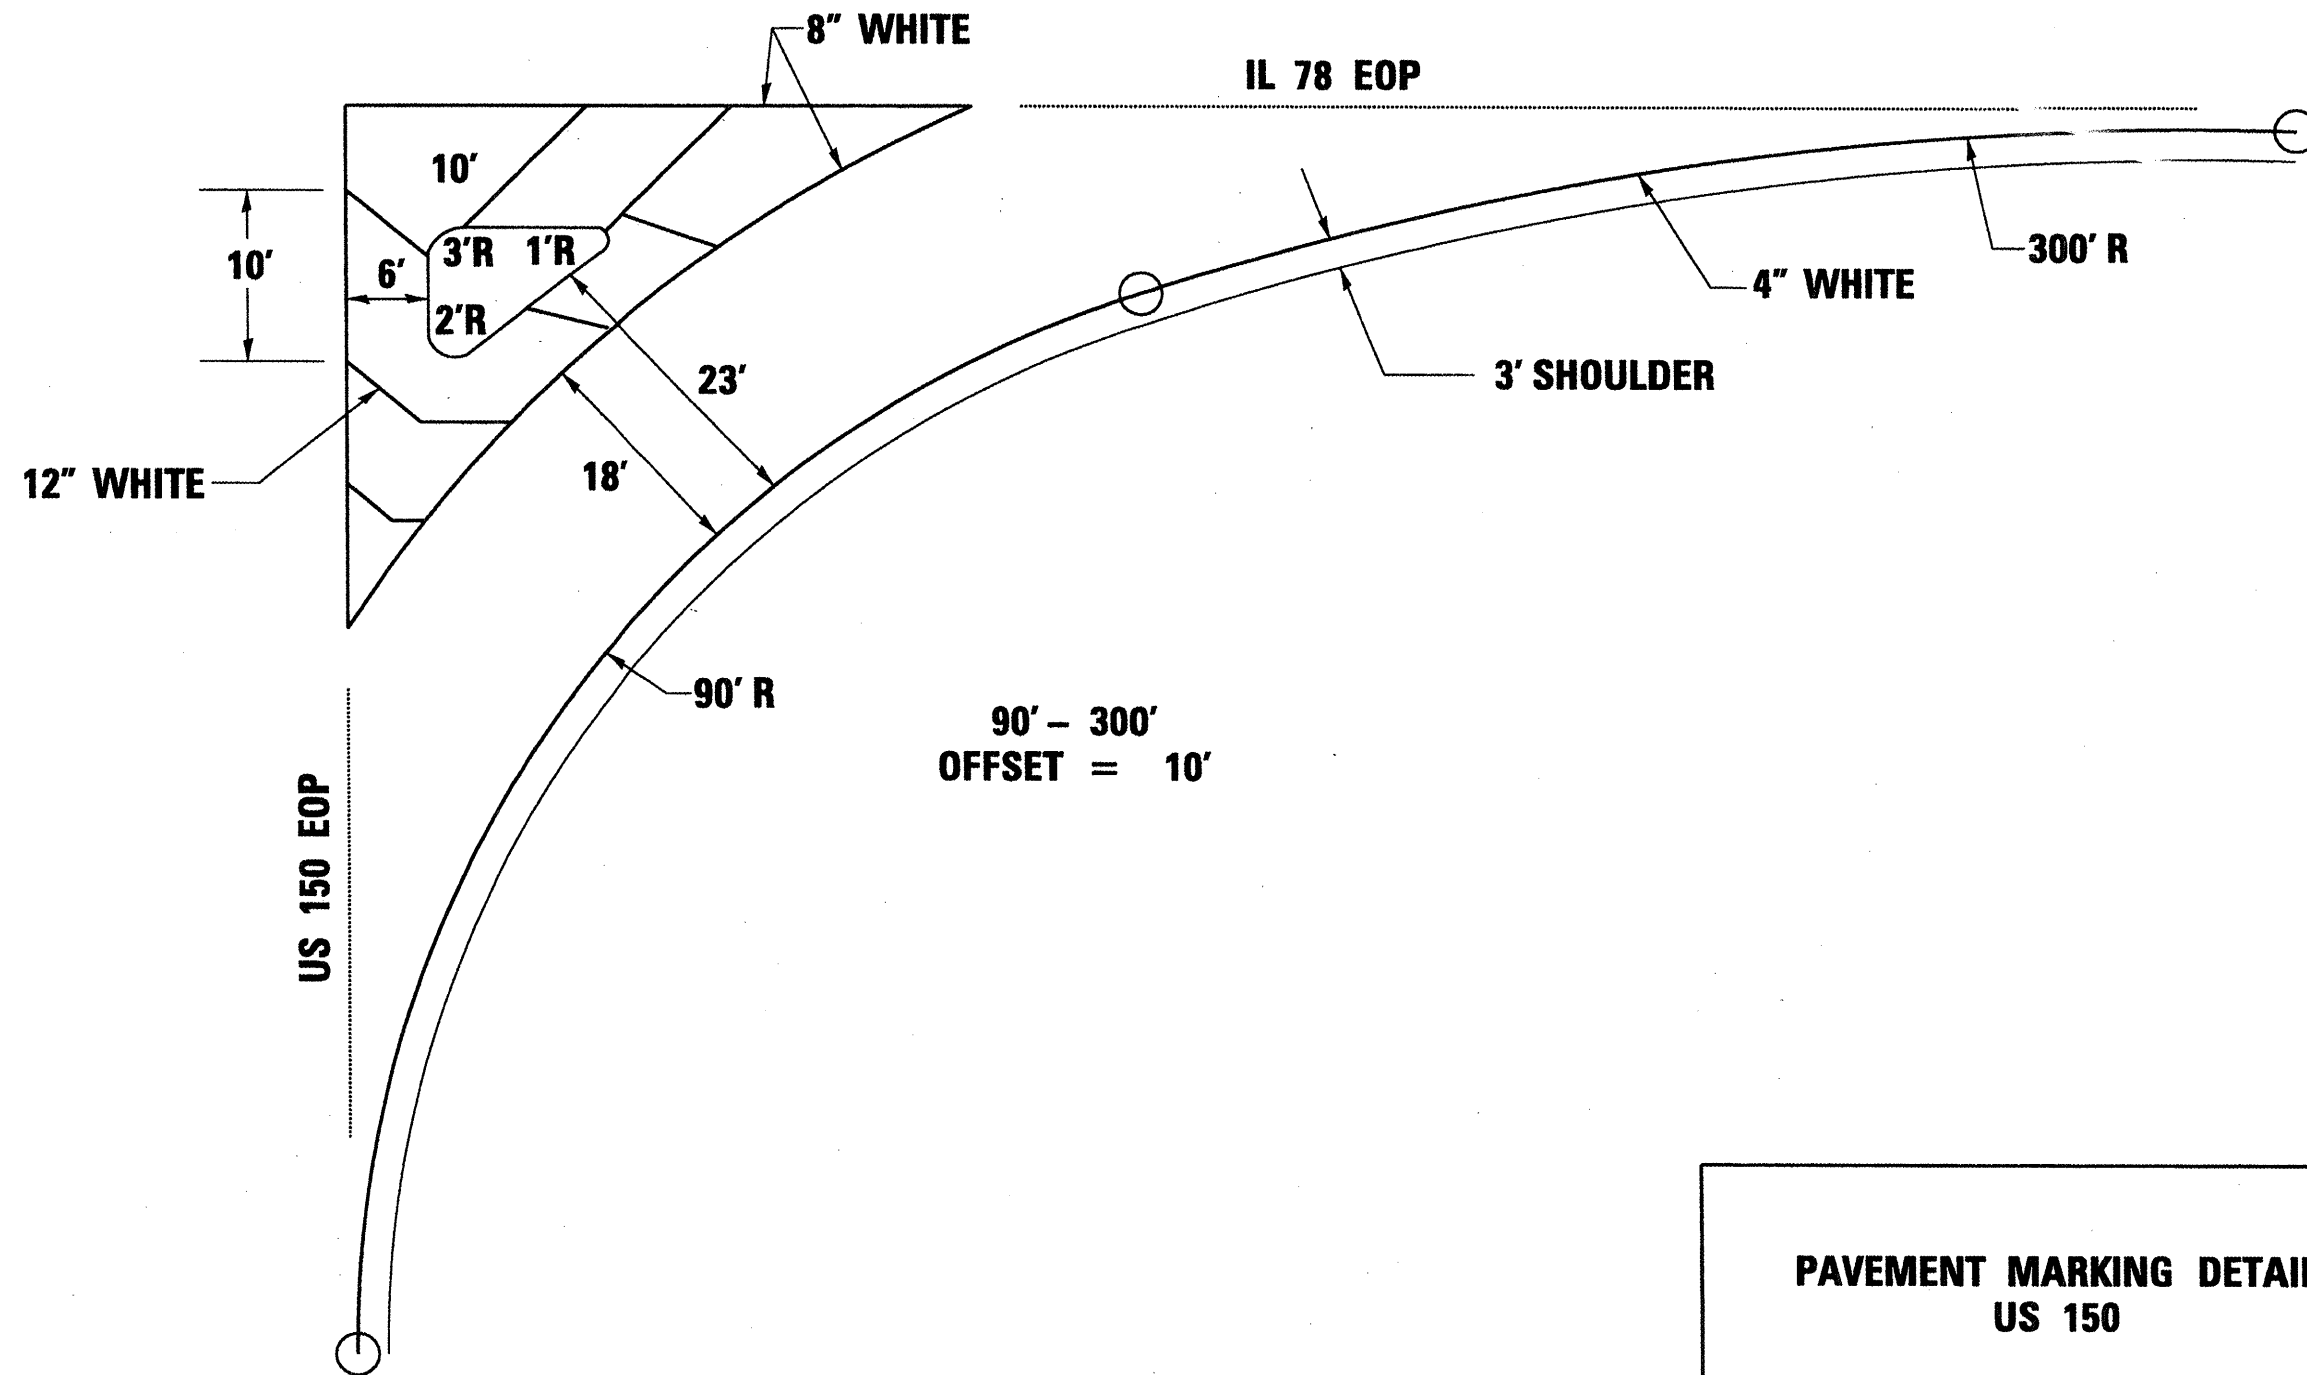 8" WHITE
IL 78 EOP
10'
10'
6'
3'R
1'R
2'R
300' R
4" WHITE
3' SHOULDER
23'
18'
12" WHITE
90' R
90' – 300'
OFFSET = 10'
US 150 EOP
PAVEMENT MARKING DETAIL
US 150